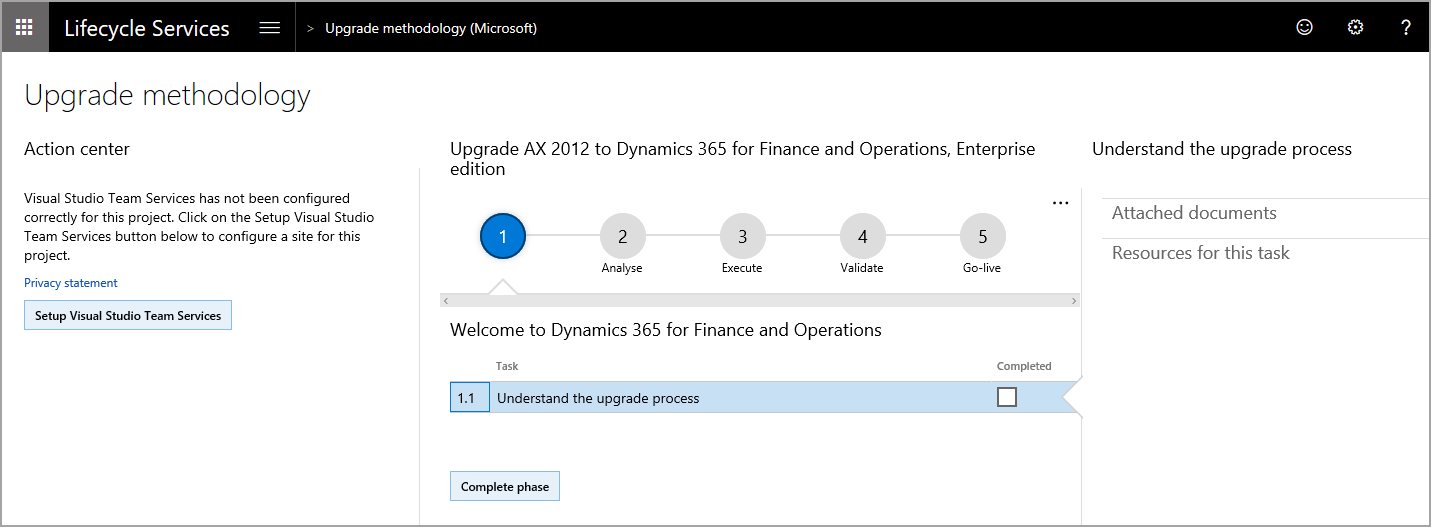 Lifecycle Services
> Upgrade methodology (Microsoft)
?
Upgrade methodology
Action center
Visual Studio Team Services has not been configured
correctly for this project. Click on the Setup Visual Studio
Team Services button below to configure a site for this
project.
Privacy statement
Setup Visual Studio Team Services
Upgrade AX 2012 to Dynamics 365 for Finance and Operations, Enterprise
edition
...
1 2 3 4 5
Analyse Execute Validate Go-live
Welcome to Dynamics 365 for Finance and Operations
Task Completed
1.1 Understand the upgrade process
Complete phase
Understand the upgrade process
Attached documents
Resources for this task